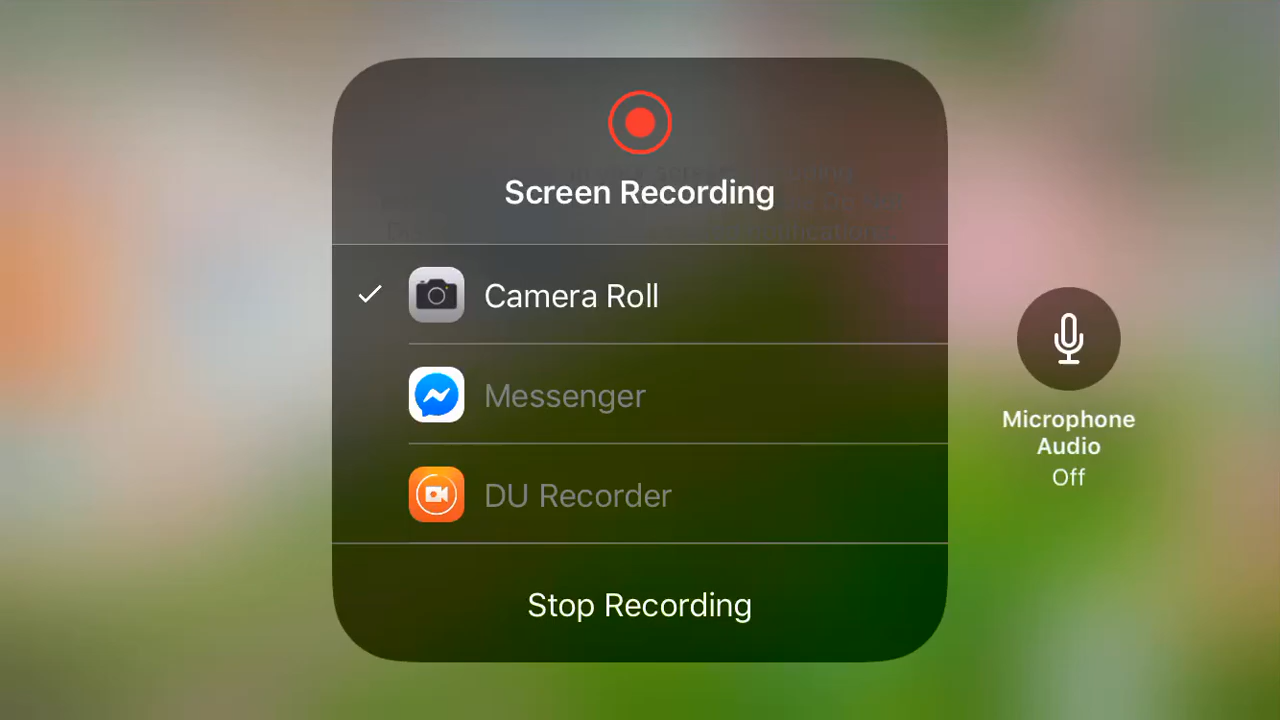 Screen Recording
Camera Roll
Messenger
DU Recorder
Stop Recording
Microphone
Audio
Off